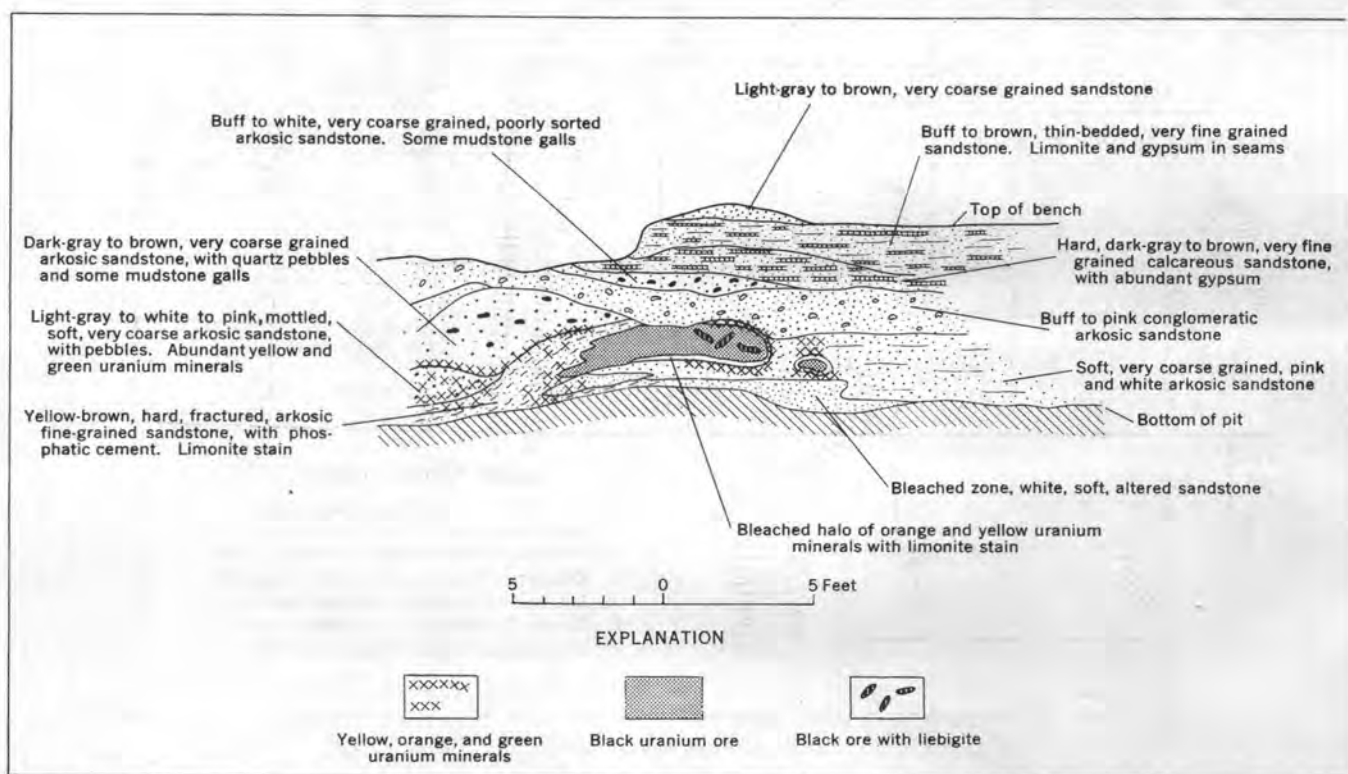 Light-gray to brown, very coarse grained sandstone
Buff to white, very coarse grained, poorly sorted
arkosic sandstone. Some mudstone galls
Buff to brown, thin-bedded, very fine grained
sandstone. Limonite and gypsum in seams
Top of bench
Dark-gray to brown, very coarse grained
arkosic sandstone, with quartz pebbles
and some mudstone galls
Hard, dark-gray to brown, very fine
grained calcareous sandstone,
with abundant gypsum
Light-gray to white to pink, mottled,
soft, very coarse arkosic sandstone,
with pebbles. Abundant yellow and
green uranium minerals
Buff to pink conglomeratic
arkosic sandstone
Soft, very coarse grained, pink
and white arkosic sandstone
Yellow-brown, hard, fractured, arkosic
fine-grained sandstone, with phos-
phatic cement. Limonite stain
Bottom of pit
Bleached zone, white, soft, altered sandstone
Bleached halo of orange and yellow uranium
minerals with limonite stain
5 0 5 Feet
EXPLANATION
Yellow, orange, and green
uranium minerals
Black uranium ore
Black ore with liebigite